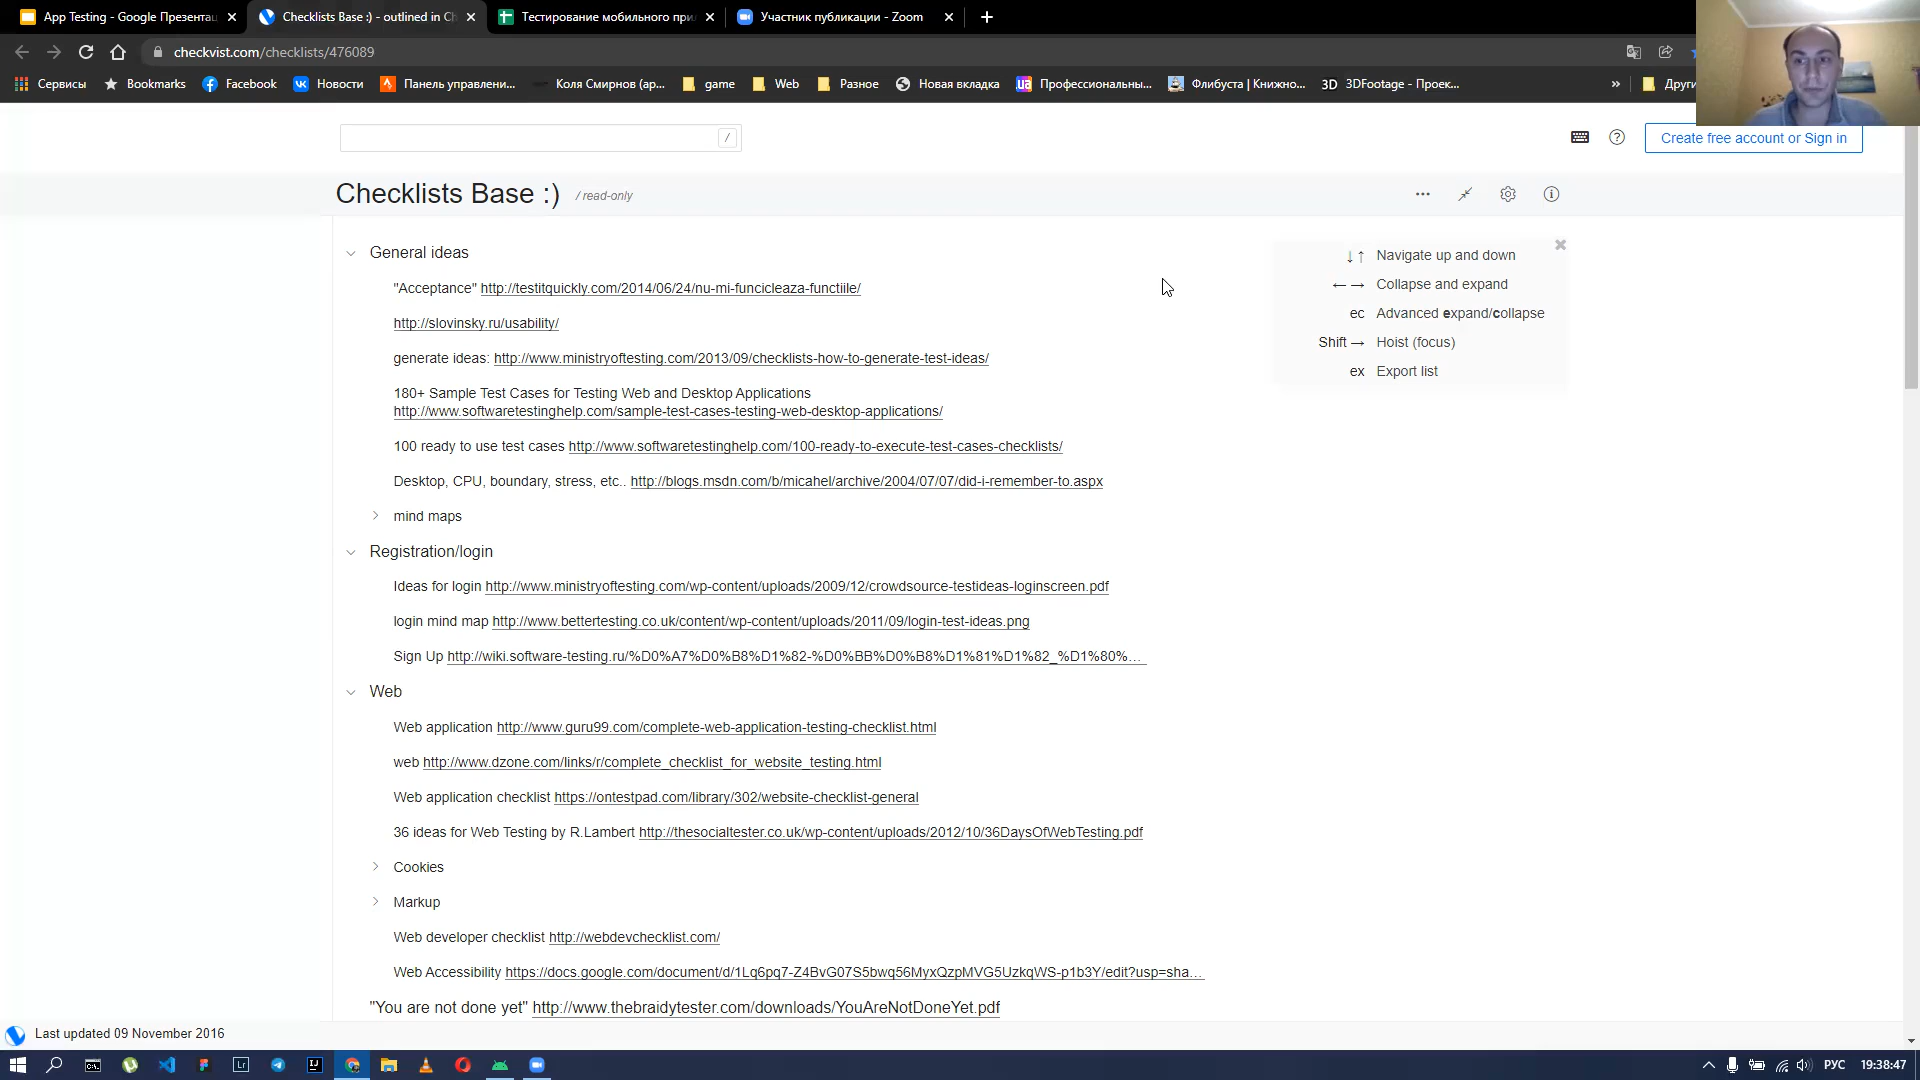 App Testing - Google Презентац
Checklists Base :) - outlined in Ch
Тестирование мобильного при
Участник публикации - Zoom
checkvist.com/checklists/476089
Сервисы
Bookmarks
Facebook
Новости
Панель управлени...
Коля Смирнов (ар...
game
Web
Разное
Новая вкладка
Профессиональны...
Флибуста | Книжно...
3D 3DFootage - Проек...
»
Други
/
Create free account or Sign in
Checklists Base :) / read-only
General ideas
"Acceptance" http://testitquickly.com/2014/06/24/nu-mi-funcicleaza-functiile/
http://slovinsky.ru/usability/
generate ideas: http://www.ministryoftesting.com/2013/09/checklists-how-to-generate-test-ideas/
180+ Sample Test Cases for Testing Web and Desktop Applications
http://www.softwaretestinghelp.com/sample-test-cases-testing-web-desktop-applications/
100 ready to use test cases http://www.softwaretestinghelp.com/100-ready-to-execute-test-cases-checklists/
Desktop, CPU, boundary, stress, etc.. http://blogs.msdn.com/b/micahel/archive/2004/07/07/did-i-remember-to.aspx
mind maps
↓↑ Navigate up and down
←→ Collapse and expand
ec Advanced expand/collapse
Shift → Hoist (focus)
ex Export list
Registration/login
Ideas for login http://www.ministryoftesting.com/wp-content/uploads/2009/12/crowdsource-testideas-loginscreen.pdf
login mind map http://www.bettertesting.co.uk/content/wp-content/uploads/2011/09/login-test-ideas.png
Sign Up http://wiki.software-testing.ru/%D0%A7%D0%B8%D1%82-%D0%BB%D0%B8%D1%81%D1%82_%D1%80%...
Web
Web application http://www.guru99.com/complete-web-application-testing-checklist.html
web http://www.dzone.com/links/r/complete_checklist_for_website_testing.html
Web application checklist https://ontestpad.com/library/302/website-checklist-general
36 ideas for Web Testing by R.Lambert http://thesocialtester.co.uk/wp-content/uploads/2012/10/36DaysOfWebTesting.pdf
Cookies
Markup
Web developer checklist http://webdevchecklist.com/
Web Accessibility https://docs.google.com/document/d/1Lq6pq7-Z4BvG07S5bwq56MyxQzpMVG5UzkqWS-p1b3Y/edit?usp=sha...
"You are not done yet" http://www.thebraidytester.com/downloads/YouAreNotDoneYet.pdf
Last updated 09 November 2016
Lr
IJ
РУС
19:38:47